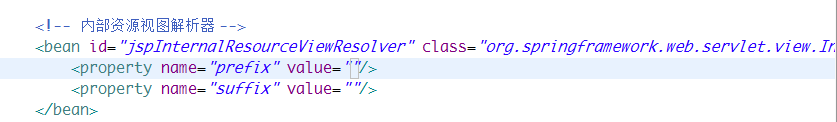 <!-- 内部资源视图解析器 -->
<bean id="jspInternalResourceViewResolver" class="org.springframework.web.servlet.view.In
<property name="prefix" value=""/>
<property name="suffix" value=""/>
</bean>